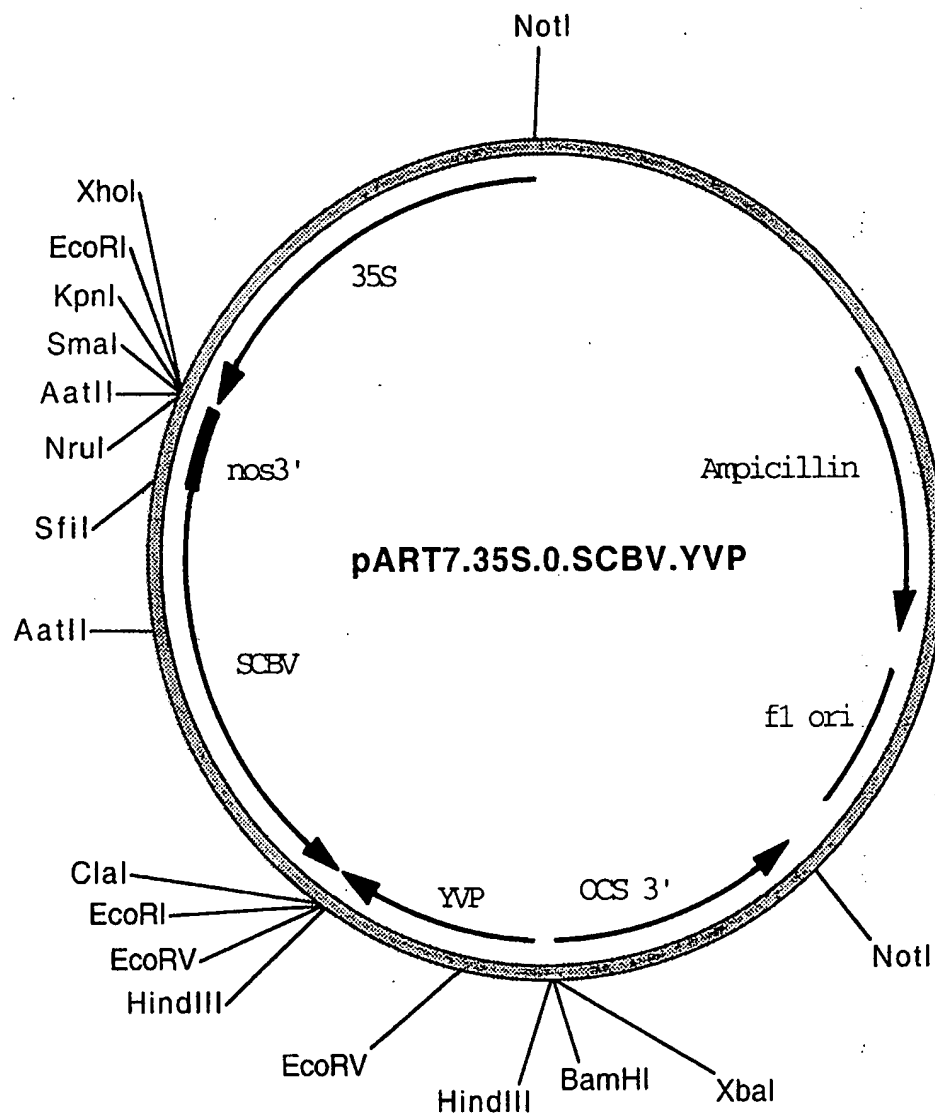 NotI
XhoI
EcoRI
KpnI
SmaI
AatII
NruI
SfiI
AatII
35S
nos3'
Ampicillin
pART7.35S.0.SCBV.YVP
SCBV
f1 ori
YVP
OCS 3'
ClaI
EcoRI
EcoRV
HindIII
EcoRV
HindIII
BamHI
XbaI
NotI